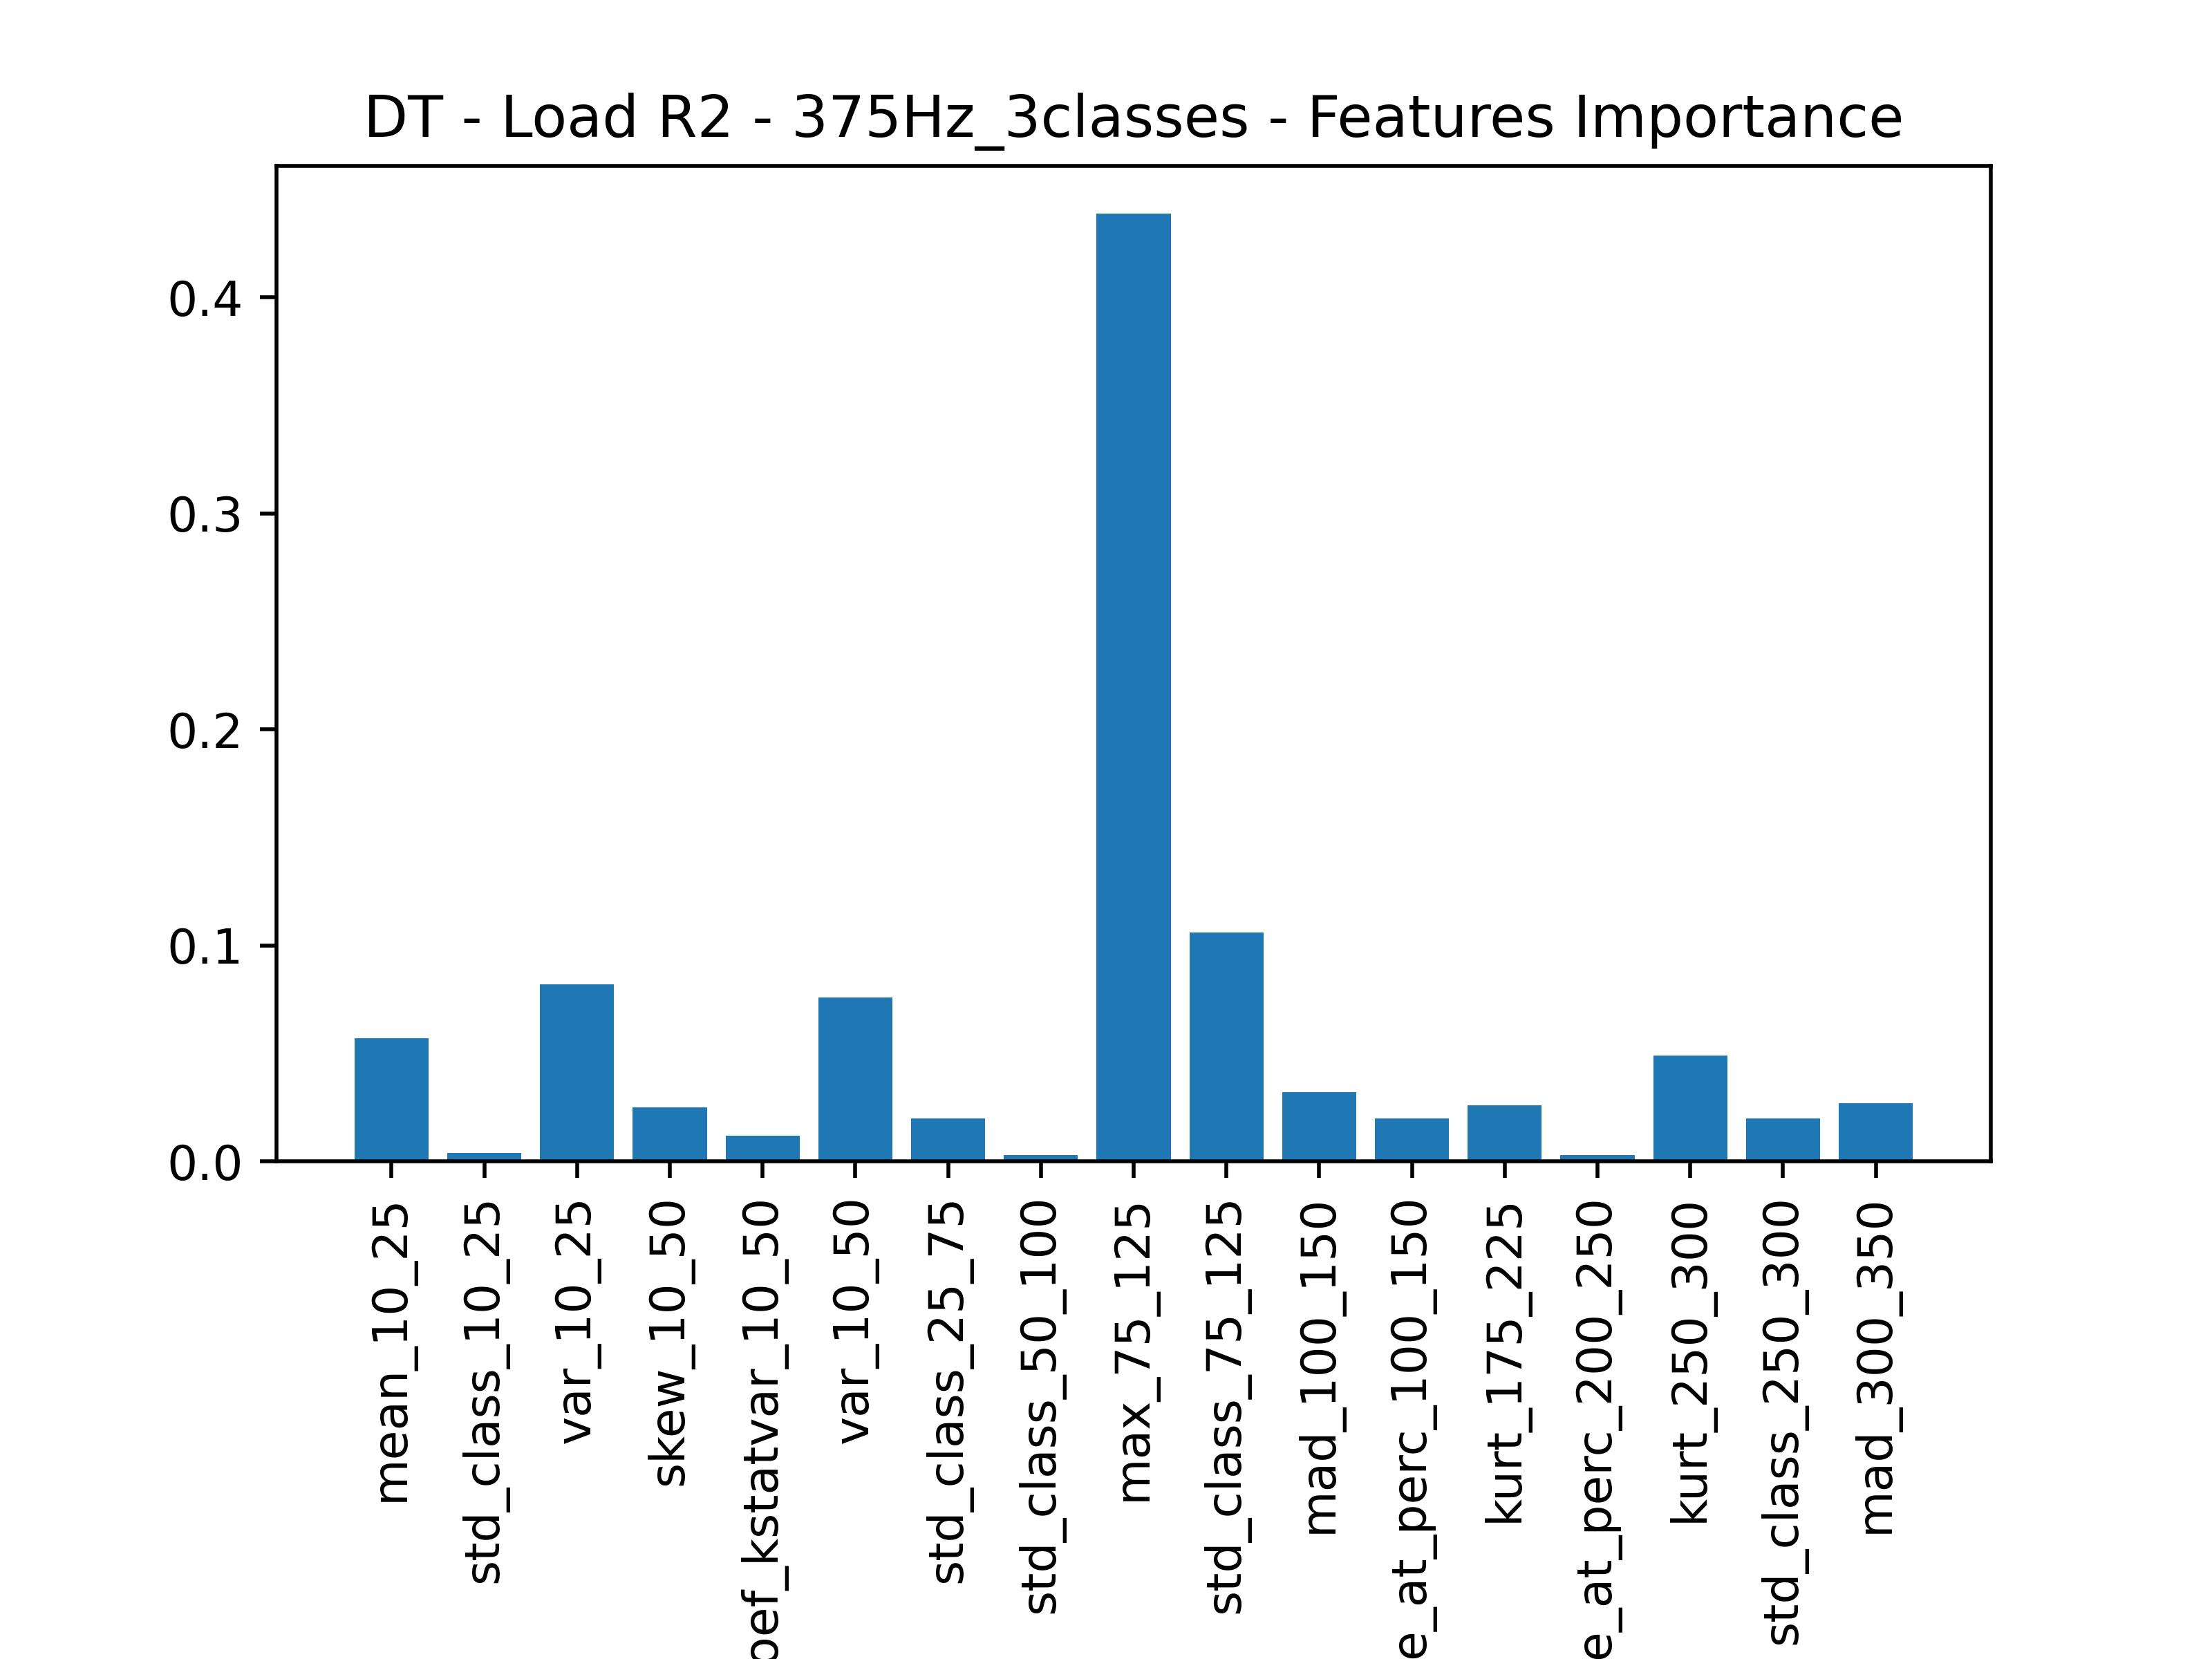 DT - Load R2 - 375Hz_3classes - Features Importance
0.4
0.3
0.2
0.1
0.0
mean_10_25
std_class_10_25
var_10_25
skew_10_50
oef_kstatvar_10_50
var_10_50
std_class_25_75
std_class_50_100
max_75_125
std_class_75_125
mad_100_150
e_at_perc_100_150
kurt_175_225
e_at_perc_200_250
kurt_250_300
std_class_250_300
mad_300_350